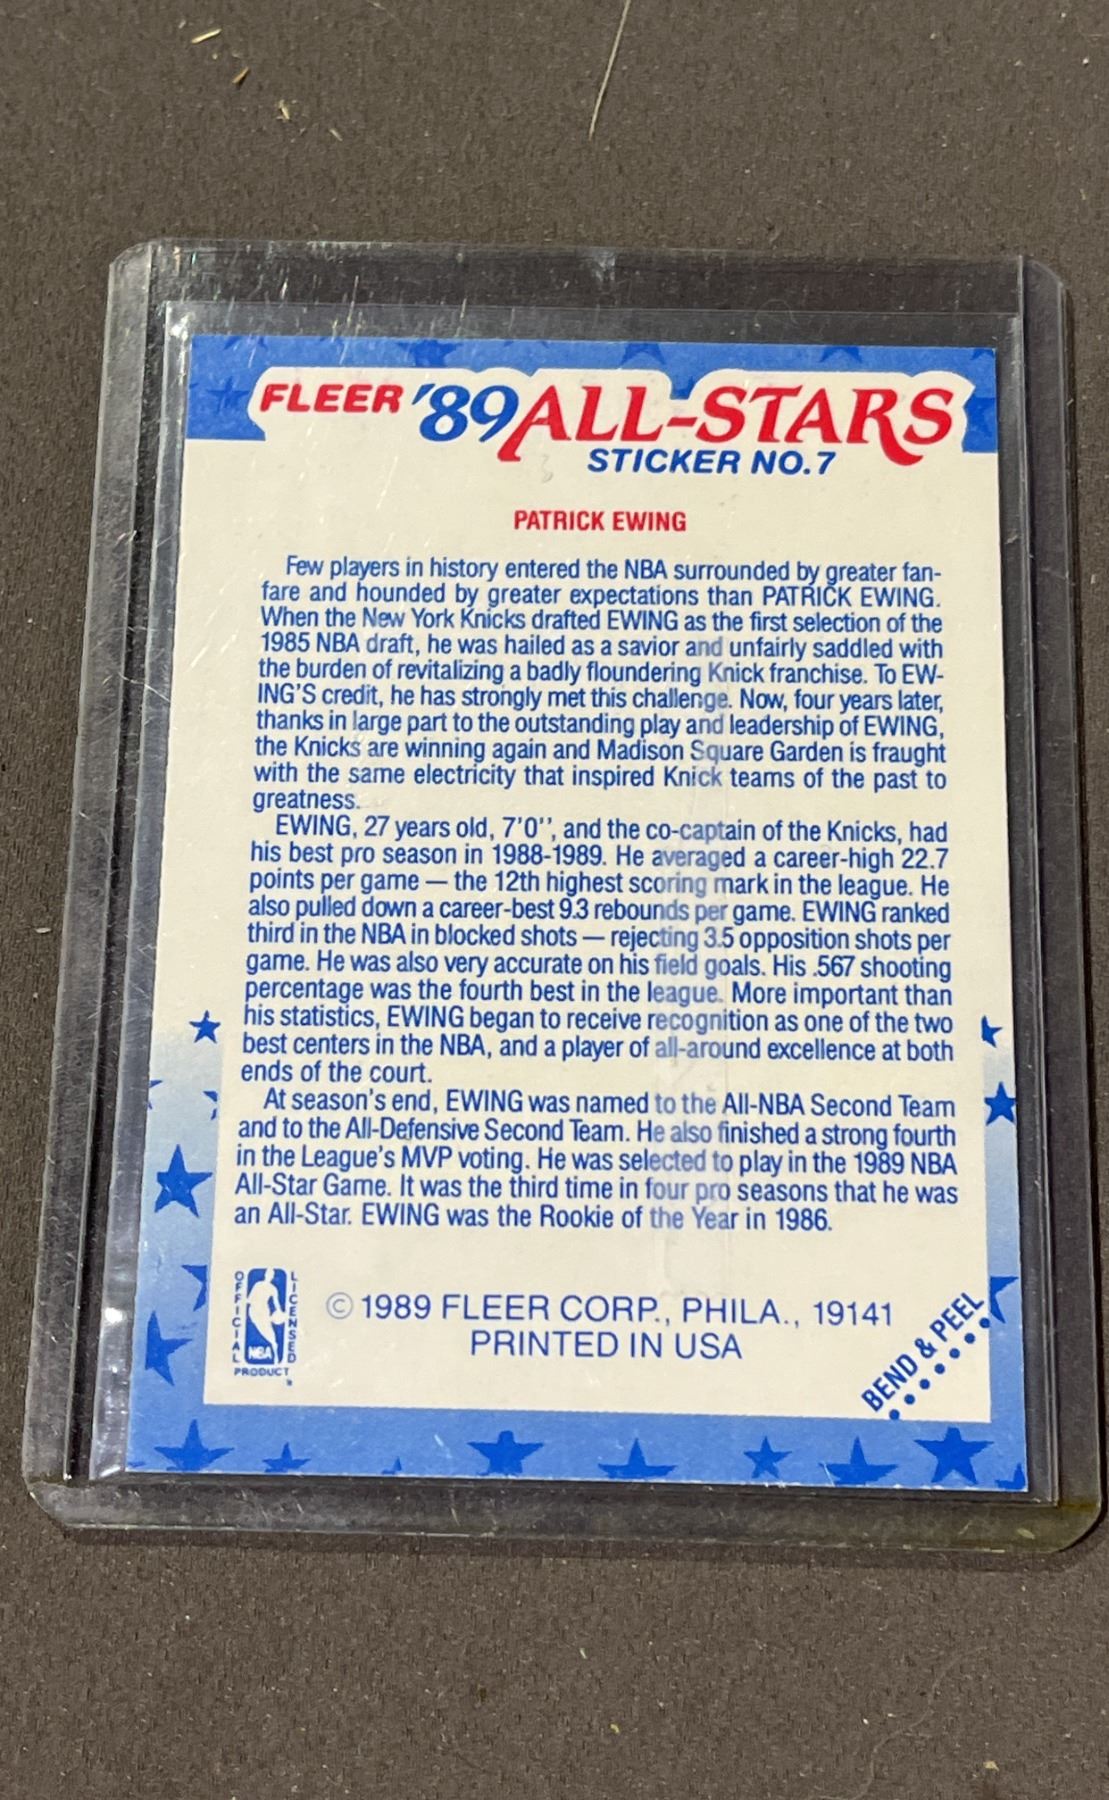 FLEER '89 ALL-STARS
STICKER NO. 7
PATRICK EWING
Few players in history entered the NBA surrounded by greater fan-
fare and hounded by greater expectations than PATRICK EWING.
When the New York Knicks drafted EWING as the first selection of the
1985 NBA draft, he was hailed as a savior and unfairly saddled with
the burden of revitalizing a badly floundering Knick franchise. To EW-
ING'S credit, he has strongly met this challenge. Now, four years later,
thanks in large part to the outstanding play and leadership of EWING,
the Knicks are winning again and Madison Square Garden is fraught
with the same electricity that inspired Knick teams of the past to
greatness.
EWING, 27 years old, 7'0'', and the co-captain of the Knicks, had
his best pro season in 1988-1989. He averaged a career-high 22.7
points per game — the 12th highest scoring mark in the league. He
also pulled down a career-best 9.3 rebounds per game. EWING ranked
third in the NBA in blocked shots — rejecting 3.5 opposition shots per
game. He was also very accurate on his field goals. His .567 shooting
percentage was the fourth best in the league. More important than
his statistics, EWING began to receive recognition as one of the two
best centers in the NBA, and a player of all-around excellence at both
ends of the court.
At season's end, EWING was named to the All-NBA Second Team
and to the All-Defensive Second Team. He also finished a strong fourth
in the League's MVP voting. He was selected to play in the 1989 NBA
All-Star Game. It was the third time in four pro seasons that he was
an All-Star. EWING was the Rookie of the Year in 1986.
OFFICIAL
LICENSED
NBA
PRODUCT
© 1989 FLEER CORP., PHILA., 19141
PRINTED IN USA
BEND & PEEL